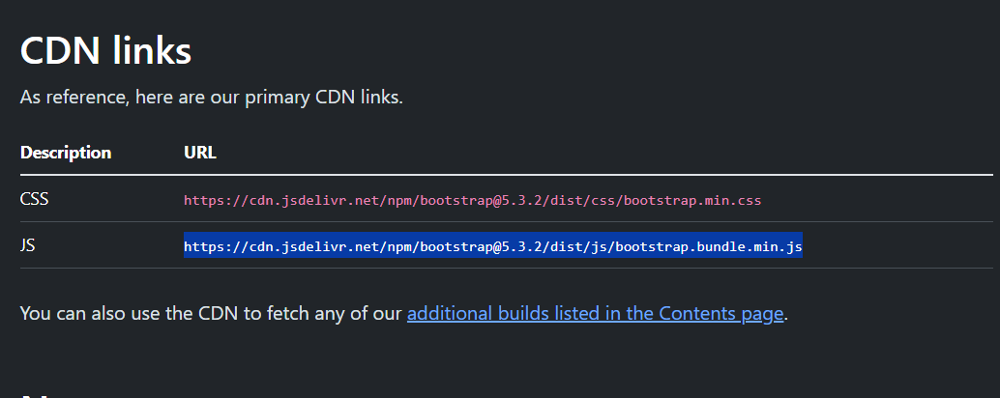 CDN links
As reference, here are our primary CDN links.
Description URL
CSS https://cdn.jsdelivr.net/npm/bootstrap@5.3.2/dist/css/bootstrap.min.css
JS https://cdn.jsdelivr.net/npm/bootstrap@5.3.2/dist/js/bootstrap.bundle.min.js
You can also use the CDN to fetch any of our additional builds listed in the Contents page.